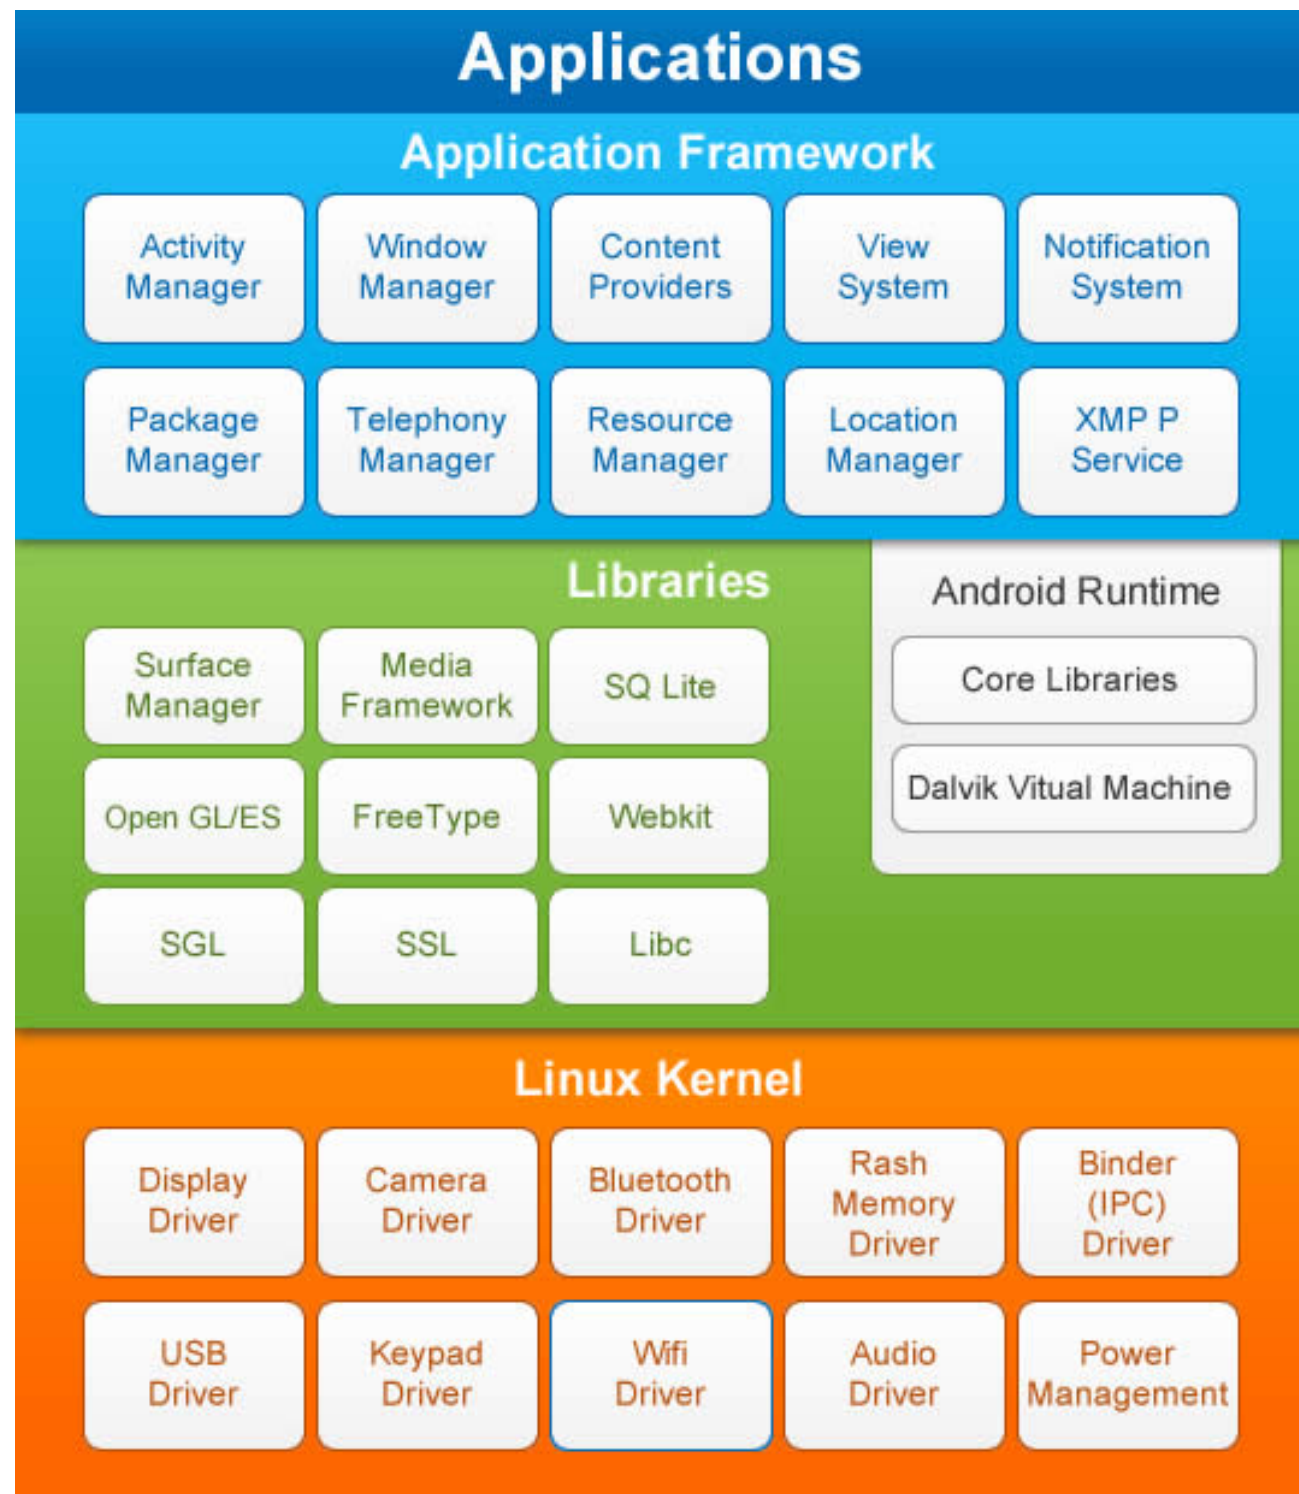 Applications
Application Framework
Activity
Manager
Window
Manager
Content
Providers
View
System
Notification
System
Package
Manager
Telephony
Manager
Resource
Manager
Location
Manager
XMP P
Service
Libraries
Surface
Manager
Media
Framework
SQ Lite
Open GL/ES
FreeType
Webkit
SGL
SSL
Libc
Android Runtime
Core Libraries
Dalvik Vitual Machine
Linux Kernel
Display
Driver
Camera
Driver
Bluetooth
Driver
Rash
Memory
Driver
Binder
(IPC)
Driver
USB
Driver
Keypad
Driver
Wifi
Driver
Audio
Driver
Power
Management